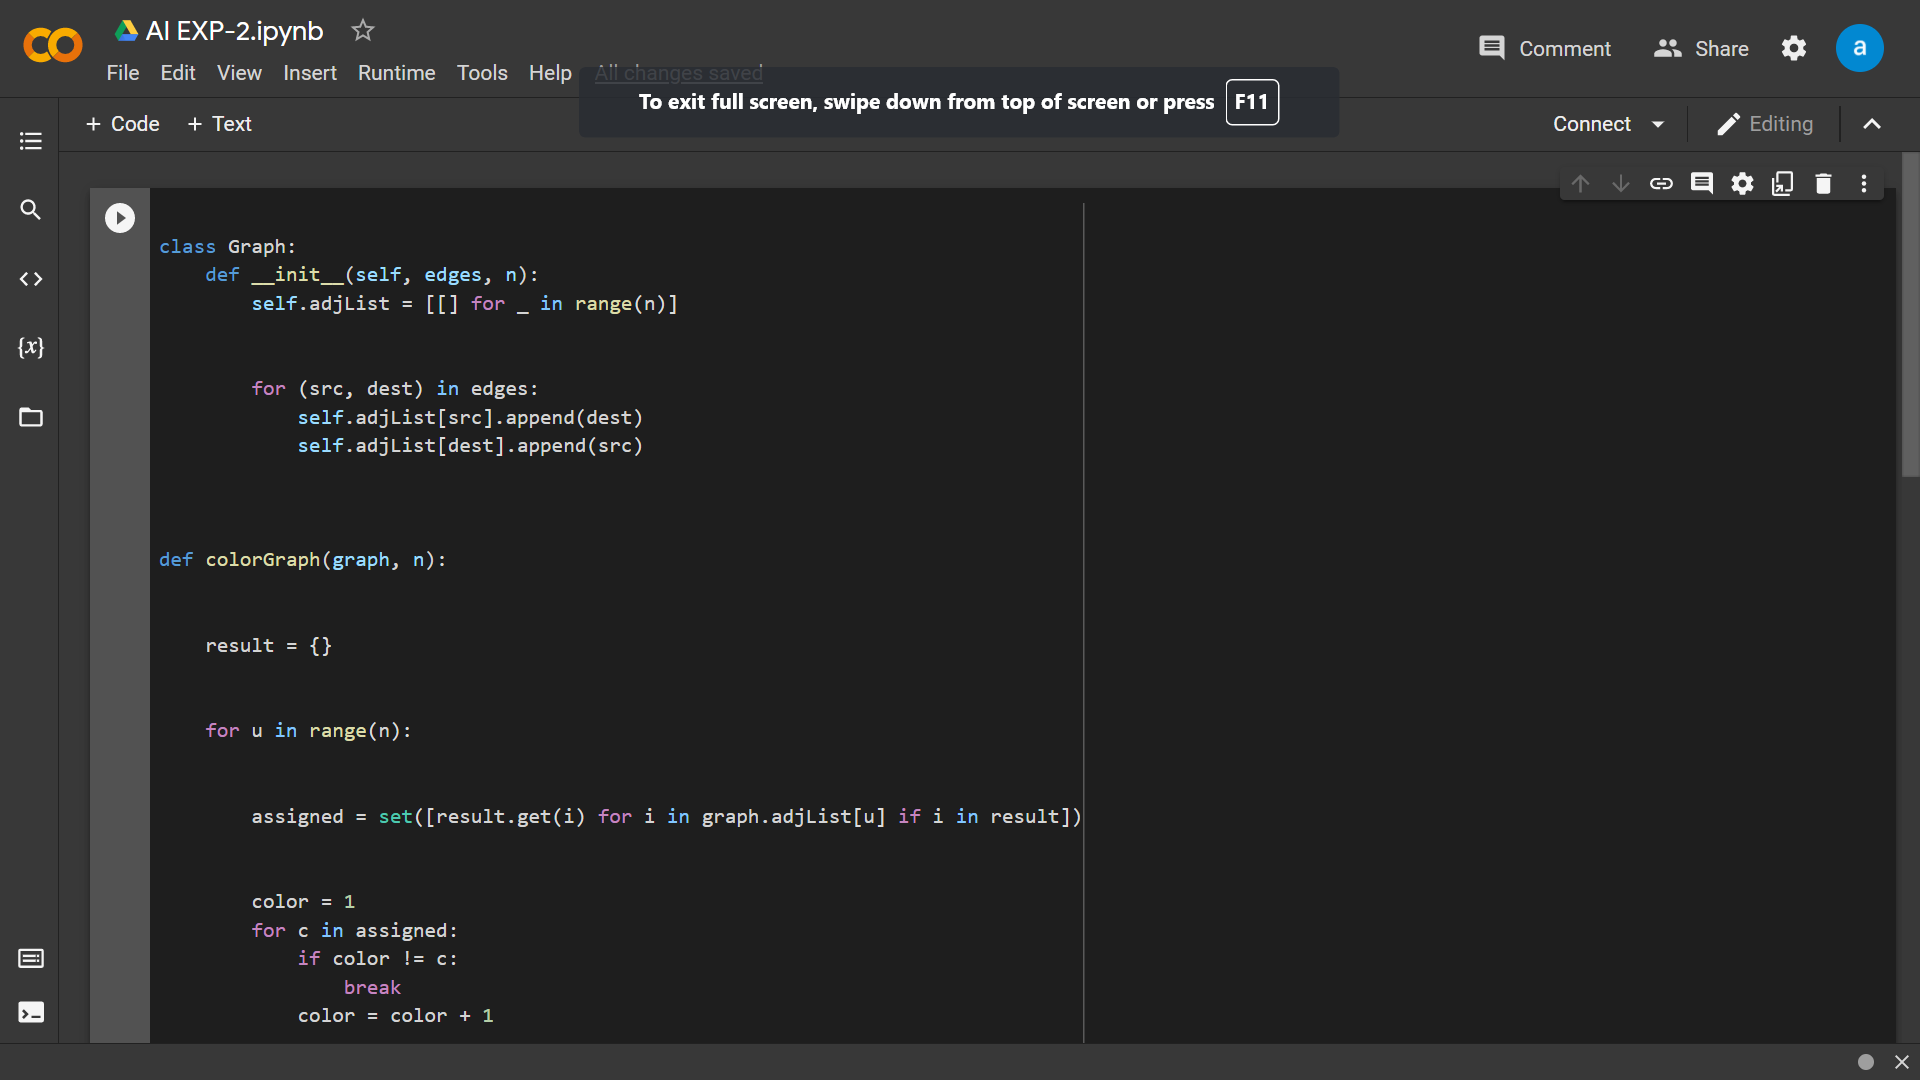 AI EXP-2.ipynb
File Edit View Insert Runtime Tools Help All changes saved
Comment Share a
To exit full screen, swipe down from top of screen or press F11
+ Code + Text
Connect Editing
class Graph:
    def __init__(self, edges, n):
        self.adjList = [[] for _ in range(n)]
        for (src, dest) in edges:
            self.adjList[src].append(dest)
            self.adjList[dest].append(src)
def colorGraph(graph, n):
    result = {}
    for u in range(n):
        assigned = set([result.get(i) for i in graph.adjList[u] if i in result])
        color = 1
        for c in assigned:
            if color != c:
                break
            color = color + 1
{x}